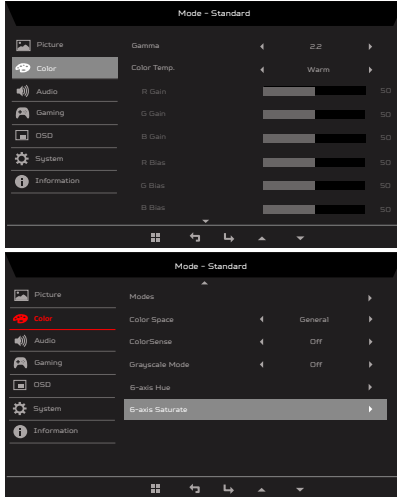 Mode - Standard
Picture
Gamma 2.2
Color
Color Temp. Warm
Audio
R Gain 50
Gaming
G Gain 50
OSD
B Gain 50
System
R Bias 50
Information
G Bias 50
B Bias 50
Mode - Standard
Picture
Modes
Color
Color Space General
Audio
ColorSense Off
Gaming
Grayscale Mode Off
OSD
6-axis Hue
System
6-axis Saturate
Information